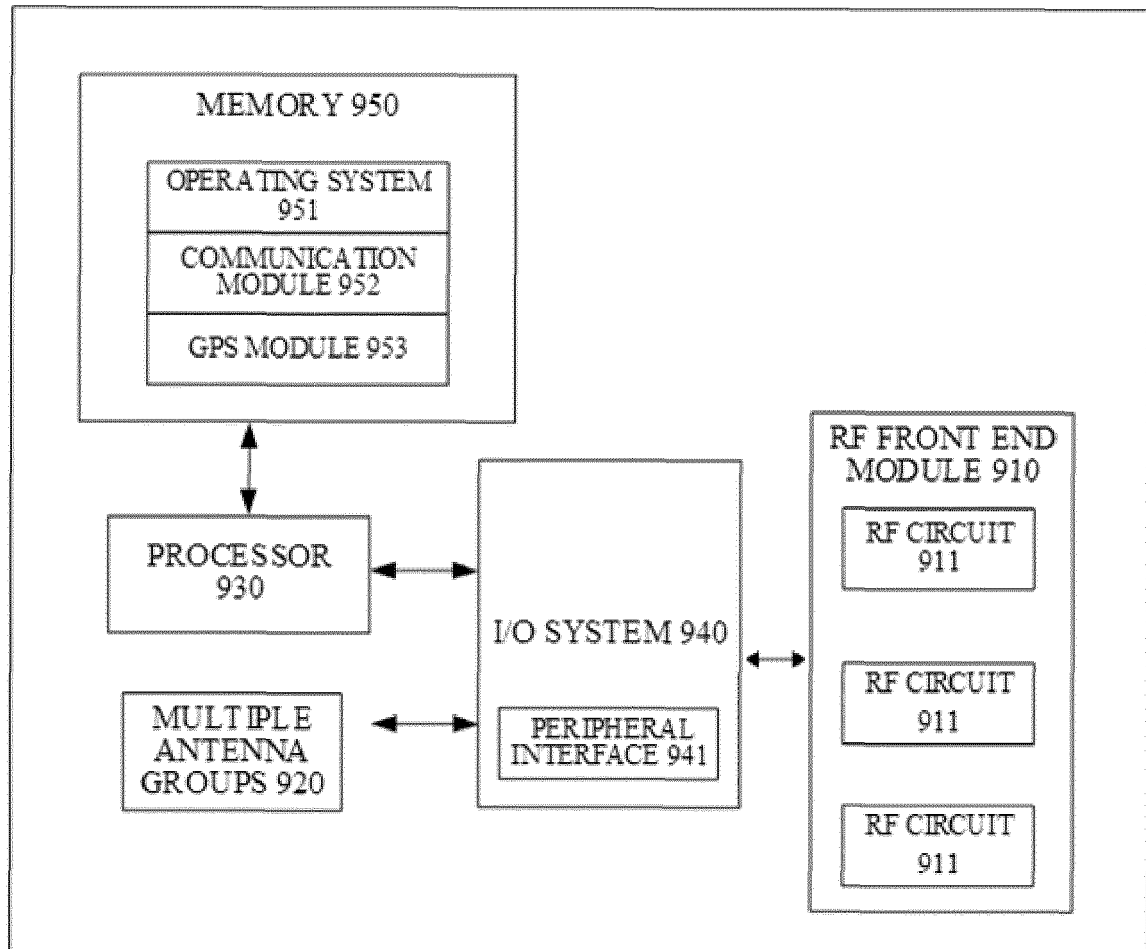 MEMORY 950
OPERATING SYSTEM
951
COMMUNICATION
MODULE 952
GPS MODULE 953
PROCESSOR
930
MULTIPLE
ANTENNA
GROUPS 920
I/O SYSTEM 940
PERIPHERAL
INTERFACE 941
RF FRONT END
MODULE 910
RF CIRCUIT
911
RF CIRCUIT
911
RF CIRCUIT
911